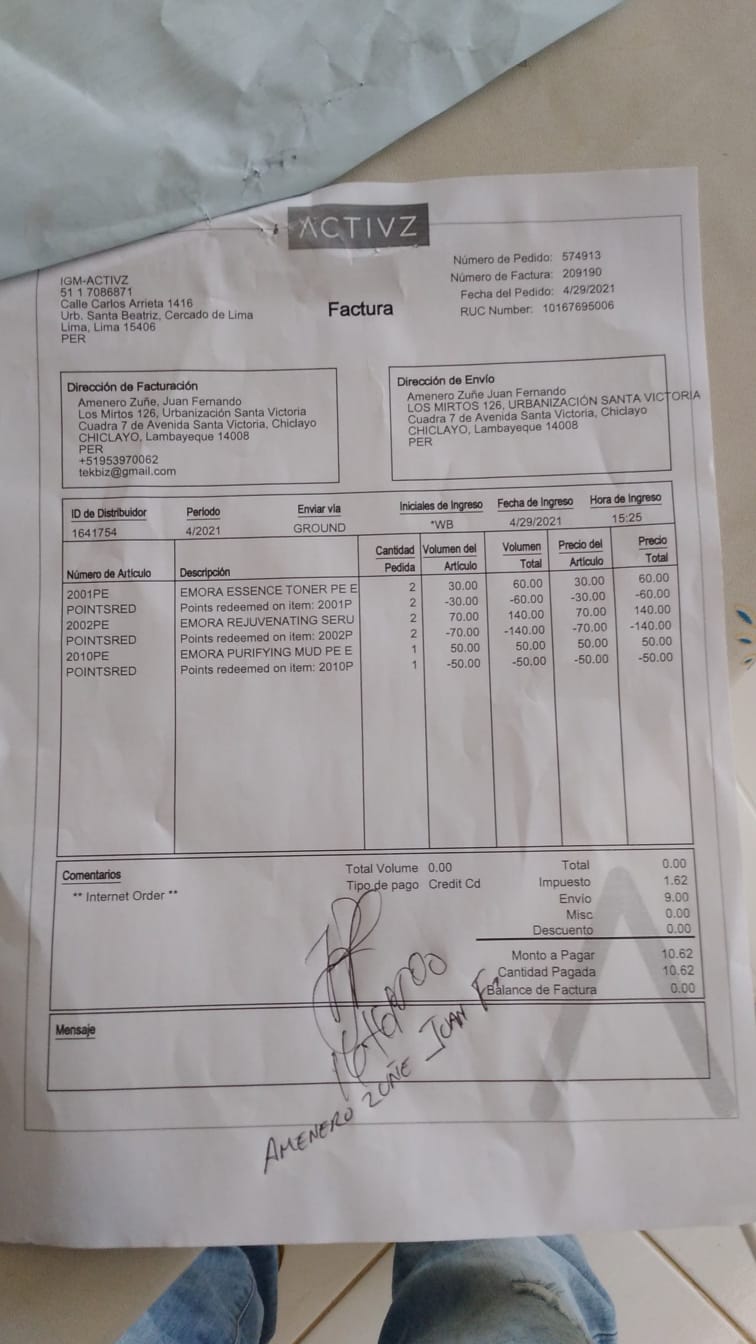 ACTIVZ
IGM-ACTIVZ
51 1 7086871
Calle Carlos Arrieta 1416
Urb. Santa Beatriz, Cercado de Lima
Lima, Lima 15406
PER
Factura
Número de Pedido: 574913
Número de Factura: 209190
Fecha del Pedido: 4/29/2021
RUC Number: 10167695006
Dirección de Facturación
Amenero Zuñe, Juan Fernando
Los Mirtos 126, Urbanización Santa Victoria
Cuadra 7 de Avenida Santa Victoria, Chiclayo
CHICLAYO, Lambayeque 14008
PER
+51953970062
tekbiz@gmail.com
Dirección de Envío
Amenero Zuñe Juan Fernando
LOS MIRTOS 126, URBANIZACIÓN SANTA VICTORIA
Cuadra 7 de Avenida Santa Victoria, Chiclayo
CHICLAYO, Lambayeque 14008
PER
ID de Distribuidor Periodo Enviar vía Iniciales de Ingreso Fecha de Ingreso Hora de Ingreso
1641754 4/2021 GROUND *WB 4/29/2021 15:25
Cantidad Volumen del Volumen Precio del Precio
Número de Artículo Descripción Pedida Artículo Total Artículo Total
2001PE EMORA ESSENCE TONER PE E 2 30.00 60.00 30.00 60.00
POINTSRED Points redeemed on item: 2001P 2 -30.00 -60.00 -30.00 -60.00
2002PE EMORA REJUVENATING SERU 2 70.00 140.00 70.00 140.00
POINTSRED Points redeemed on item: 2002P 2 -70.00 -140.00 -70.00 -140.00
2010PE EMORA PURIFYING MUD PE E 1 50.00 50.00 50.00 50.00
POINTSRED Points redeemed on item: 2010P 1 -50.00 -50.00 -50.00 -50.00
Comentarios
** Internet Order **
Total Volume 0.00
Tipo de pago Credit Cd
Total 0.00
Impuesto 1.62
Envio 9.00
Misc 0.00
Descuento 0.00
Monto a Pagar 10.62
Cantidad Pagada 10.62
Balance de Factura 0.00
Mensaje
AMENERO ZUÑE JUAN F.